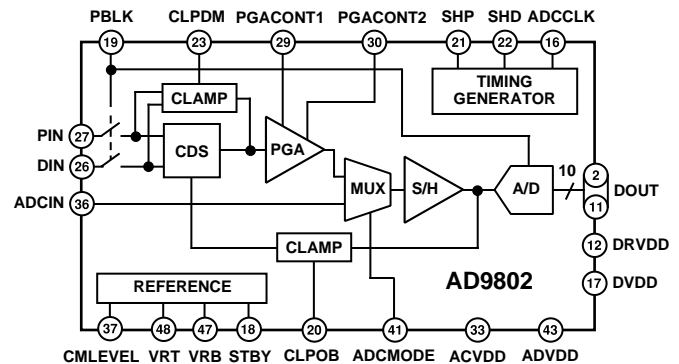 PBLK CLPDM PGACONT1 PGACONT2 SHP SHD ADCCLK
19 23 29 30 21 22 16
TIMING
GENERATOR
CLAMP
PIN 27
DIN 26
CDS
PGA
MUX
S/H
A/D
10
2
11
DOUT
ADCIN 36
CLAMP
12 DRVDD
AD9802
17 DVDD
REFERENCE
37 48 47 18 20 41 33 43
CMLEVEL VRT VRB STBY CLPOB ADCMODE ACVDD ADVDD